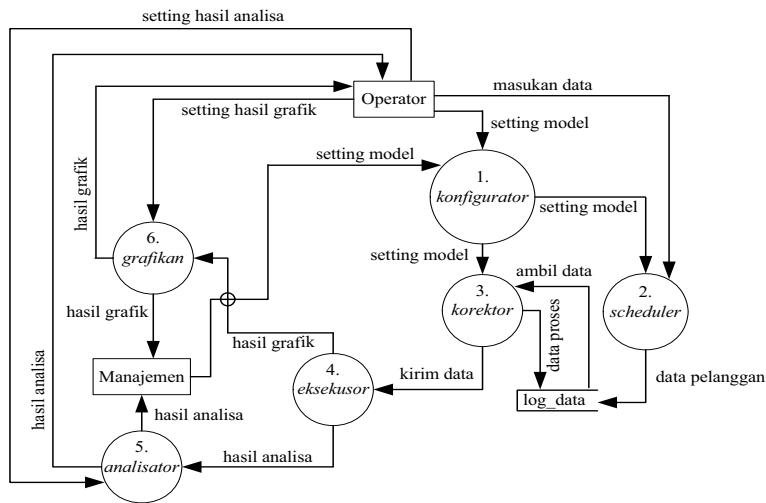 setting hasil analisa
Operator
masukan data
setting hasil grafik
setting model
setting model
hasil grafik
1.
konfigurator
setting model
6.
grafikan
setting model
ambil data
2.
scheduler
3.
korektor
hasil grafik
hasil grafik
data proses
Manajemen
4.
eksekusor
kirim data
data pelanggan
log_data
hasil analisa
hasil analisa
5.
analisator
hasil analisa